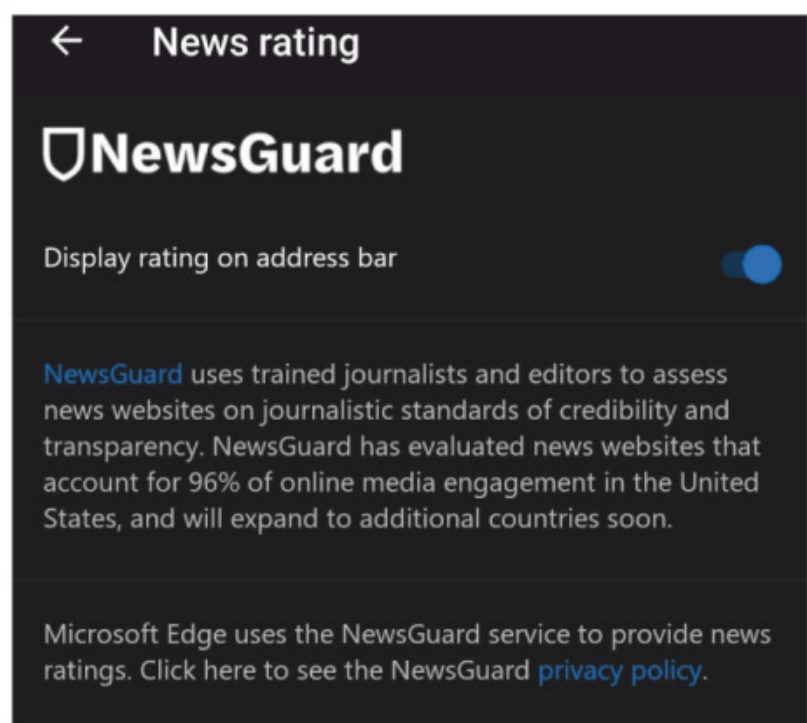 News rating
NewsGuard
Display rating on address bar
NewsGuard uses trained journalists and editors to assess
news websites on journalistic standards of credibility and
transparency. NewsGuard has evaluated news websites that
account for 96% of online media engagement in the United
States, and will expand to additional countries soon.
Microsoft Edge uses the NewsGuard service to provide news
ratings. Click here to see the NewsGuard privacy policy.